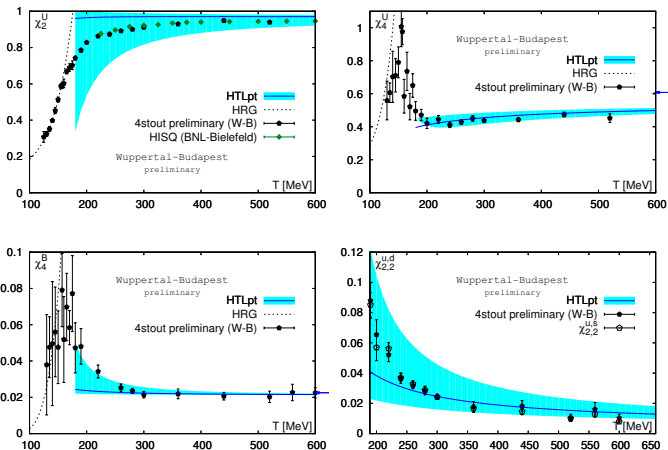 χ₂ᵁ
HTLpt
HRG
4stout preliminary (W-B)
HISQ (BNL-Bielefeld)
Wuppertal-Budapest
preliminary
T [MeV]
0
0.2
0.4
0.6
0.8
1
100
200
300
400
500
600
χ₄ᵁ
Wuppertal-Budapest
preliminary
HTLpt
HRG
4stout preliminary (W-B)
T [MeV]
0
0.2
0.4
0.6
0.8
1
100
200
300
400
500
600
χ₄ᴮ
Wuppertal-Budapest
preliminary
HTLpt
HRG
4stout preliminary (W-B)
T [MeV]
0
0.02
0.04
0.06
0.08
0.1
100
200
300
400
500
600
χ₂,₂ᵘ,ᵈ
Wuppertal-Budapest
preliminary
HTLpt
4stout preliminary (W-B)
χ₂,₂ᵘ,ˢ
T [MeV]
0
0.02
0.04
0.06
0.08
0.10
0.12
200
250
300
350
400
450
500
550
600
650